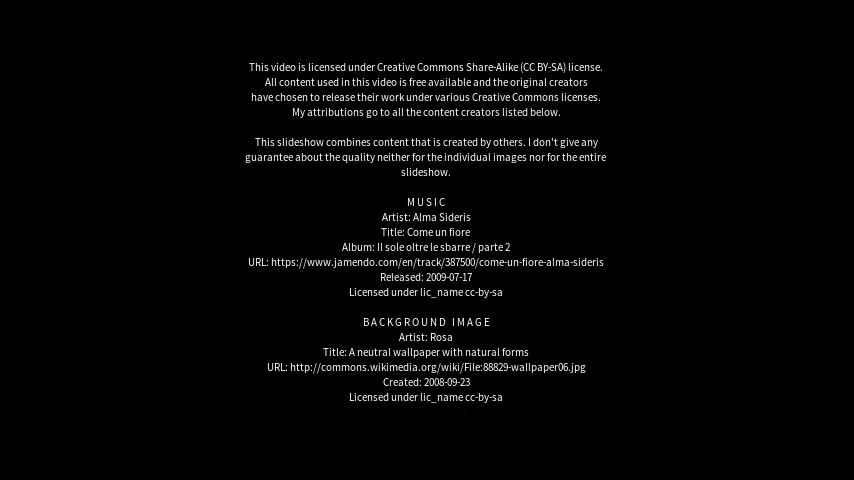 This video is licensed under Creative Commons Share-Alike (CC BY-SA) license.
All content used in this video is free available and the original creators
have chosen to release their work under various Creative Commons licenses.
My attributions go to all the content creators listed below.
This slideshow combines content that is created by others. I don't give any
guarantee about the quality neither for the individual images nor for the entire
slideshow.
MUSIC
Artist: Alma Sideris
Title: Come un fiore
Album: Il sole oltre le sbarre / parte 2
URL: https://www.jamendo.com/en/track/387500/come-un-fiore-alma-sideris
Released: 2009-07-17
Licensed under lic_name cc-by-sa
BACKGROUND IMAGE
Artist: Rosa
Title: A neutral wallpaper with natural forms
URL: http://commons.wikimedia.org/wiki/File:88829-wallpaper06.jpg
Created: 2008-09-23
Licensed under lic_name cc-by-sa